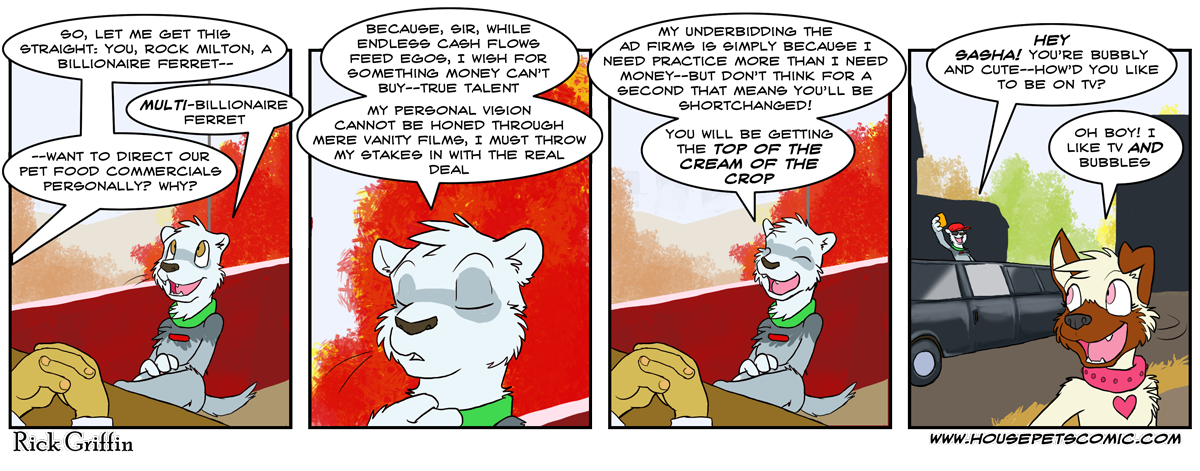 SO, LET ME GET THIS
STRAIGHT: YOU, ROCK MILTON, A
BILLIONAIRE FERRET--
MULTI-BILLIONAIRE
FERRET
--WANT TO DIRECT OUR
PET FOOD COMMERCIALS
PERSONALLY? WHY?
BECAUSE, SIR, WHILE
ENDLESS CASH FLOWS
FEED EGOS, I WISH FOR
SOMETHING MONEY CAN'T
BUY--TRUE TALENT
MY PERSONAL VISION
CANNOT BE HONED THROUGH
MERE VANITY FILMS, I MUST THROW
MY STAKES IN WITH THE REAL
DEAL
MY UNDERBIDDING THE
AD FIRMS IS SIMPLY BECAUSE I
NEED PRACTICE MORE THAN I NEED
MONEY--BUT DON'T THINK FOR A
SECOND THAT MEANS YOU'LL BE
SHORTCHANGED!
YOU WILL BE GETTING
THE TOP OF THE
CREAM OF THE
CROP
HEY
SASHA! YOU'RE BUBBLY
AND CUTE--HOW'D YOU LIKE
TO BE ON TV?
OH BOY! I
LIKE TV AND
BUBBLES
Rick Griffin
WWW.HOUSEPETSCOMIC.COM